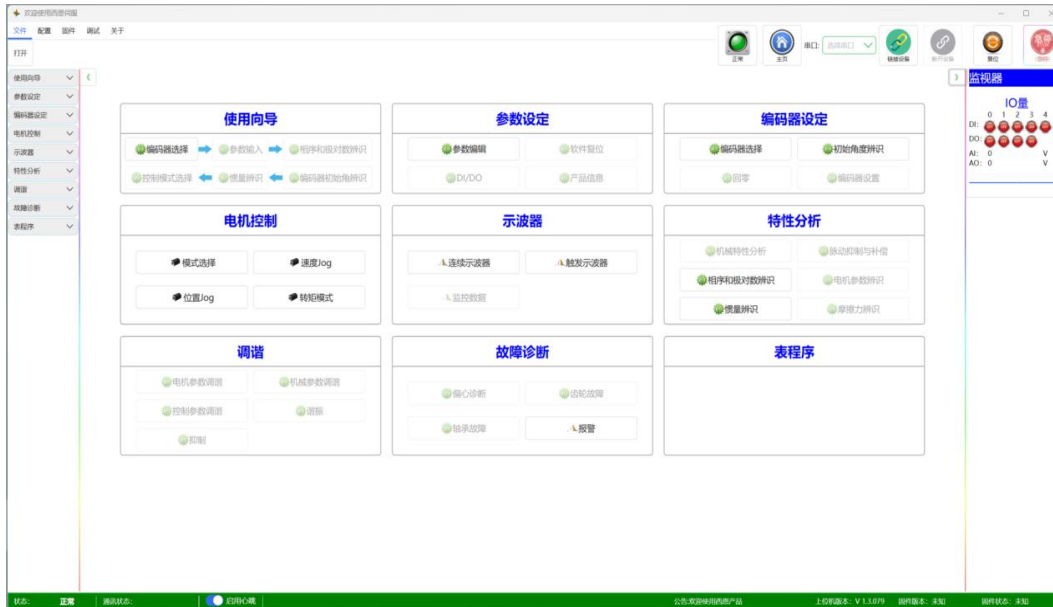 欢迎使用西恩伺服
文件 配置 固件 调试 关于
打开
正常
主页
串口: 选择串口
链接设备
断开设备
复位
急停
使用向导
参数设定
编码器设定
电机控制
示波器
特性分析
调谐
故障诊断
表程序
使用向导
编码器选择 参数输入 相序和极对数辨识
控制模式选择 惯量辨识 编码器初始角辨识
参数设定
参数编辑 软件复位
DI/DO 产品信息
编码器设定
编码器选择 初始角度辨识
回零 编码器设置
电机控制
模式选择 速度Jog
位置Jog 转矩模式
示波器
连续示波器 触发示波器
监控数据
特性分析
机械特性分析 脉动抑制与补偿
相序和极对数辨识 电机参数辨识
惯量辨识 摩擦力辨识
调谐
电机参数调谐 机械参数调谐
控制参数调谐 谐振
抑制
故障诊断
偏心诊断 齿轮故障
轴承故障 报警
表程序
监视器
IO量
0 1 2 3 4
DI:
DO:
AI: 0 V
AO: 0 V
状态: 正常 通讯状态: 启用心跳 公告:欢迎使用西恩产品 上位机版本: V 1.3.079 固件版本: 未知 固件状态: 未知